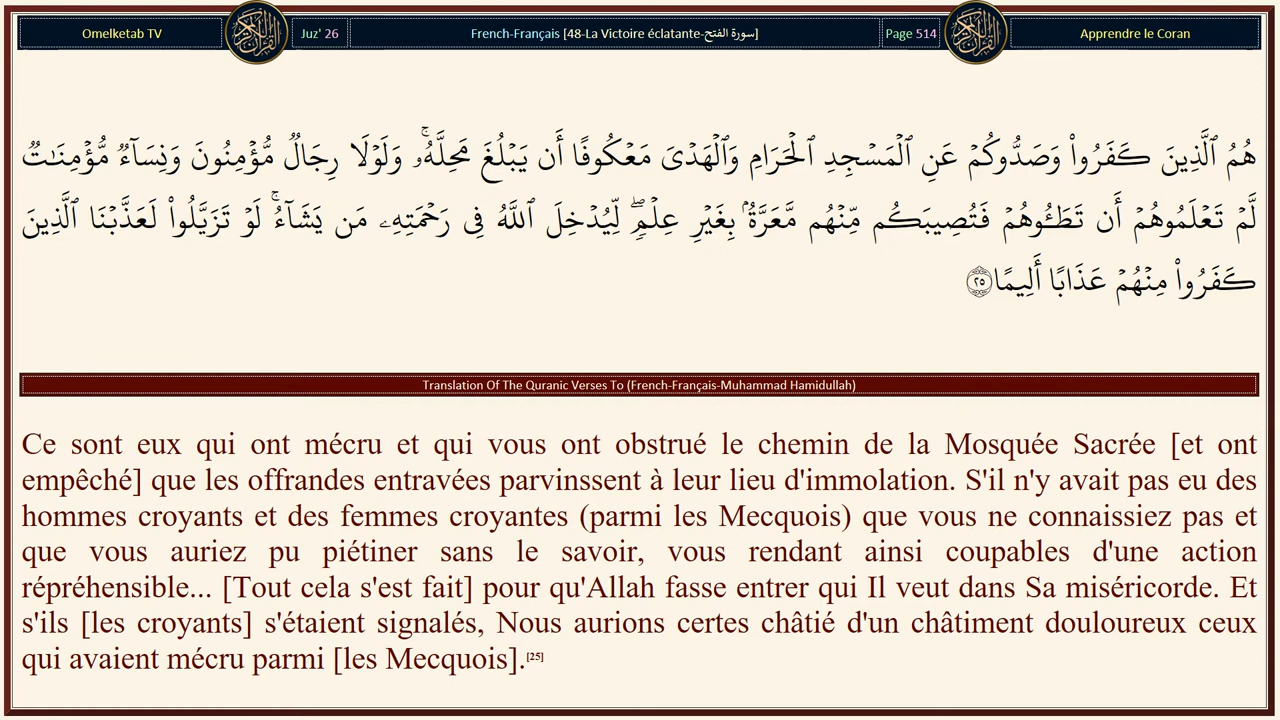 Omelketab TV
Juz' 26
French-Français [48-La Victoire éclatante-سورة الفتح]
Page 514
Apprendre le Coran
هُمُ ٱلَّذِينَ كَفَرُوا۟ وَصَدُّوكُمْ عَنِ ٱلْمَسْجِدِ ٱلْحَرَامِ وَٱلْهَدْىَ مَعْكُوفًا أَن يَبْلُغَ مَحِلَّهُۥ ۚ وَلَوْلَا رِجَالٌ مُّؤْمِنُونَ وَنِسَآءٌ مُّؤْمِنَـٰتٌ
لَّمْ تَعْلَمُوهُمْ أَن تَطَـُٔوهُمْ فَتُصِيبَكُم مِّنْهُم مَّعَرَّةٌۢ بِغَيْرِ عِلْمٍ ۖ لِّيُدْخِلَ ٱللَّهُ فِى رَحْمَتِهِۦ مَن يَشَآءُ ۚ لَوْ تَزَيَّلُوا۟ لَعَذَّبْنَا ٱلَّذِينَ
كَفَرُوا۟ مِنْهُمْ عَذَابًا أَلِيمًا ٢٥
Translation Of The Quranic Verses To (French-Français-Muhammad Hamidullah)
Ce sont eux qui ont mécru et qui vous ont obstrué le chemin de la Mosquée Sacrée [et ont
empêché] que les offrandes entravées parvinssent à leur lieu d'immolation. S'il n'y avait pas eu des
hommes croyants et des femmes croyantes (parmi les Mecquois) que vous ne connaissiez pas et
que vous auriez pu piétiner sans le savoir, vous rendant ainsi coupables d'une action
répréhensible... [Tout cela s'est fait] pour qu'Allah fasse entrer qui Il veut dans Sa miséricorde. Et
s'ils [les croyants] s'étaient signalés, Nous aurions certes châtié d'un châtiment douloureux ceux
qui avaient mécru parmi [les Mecquois].[25]